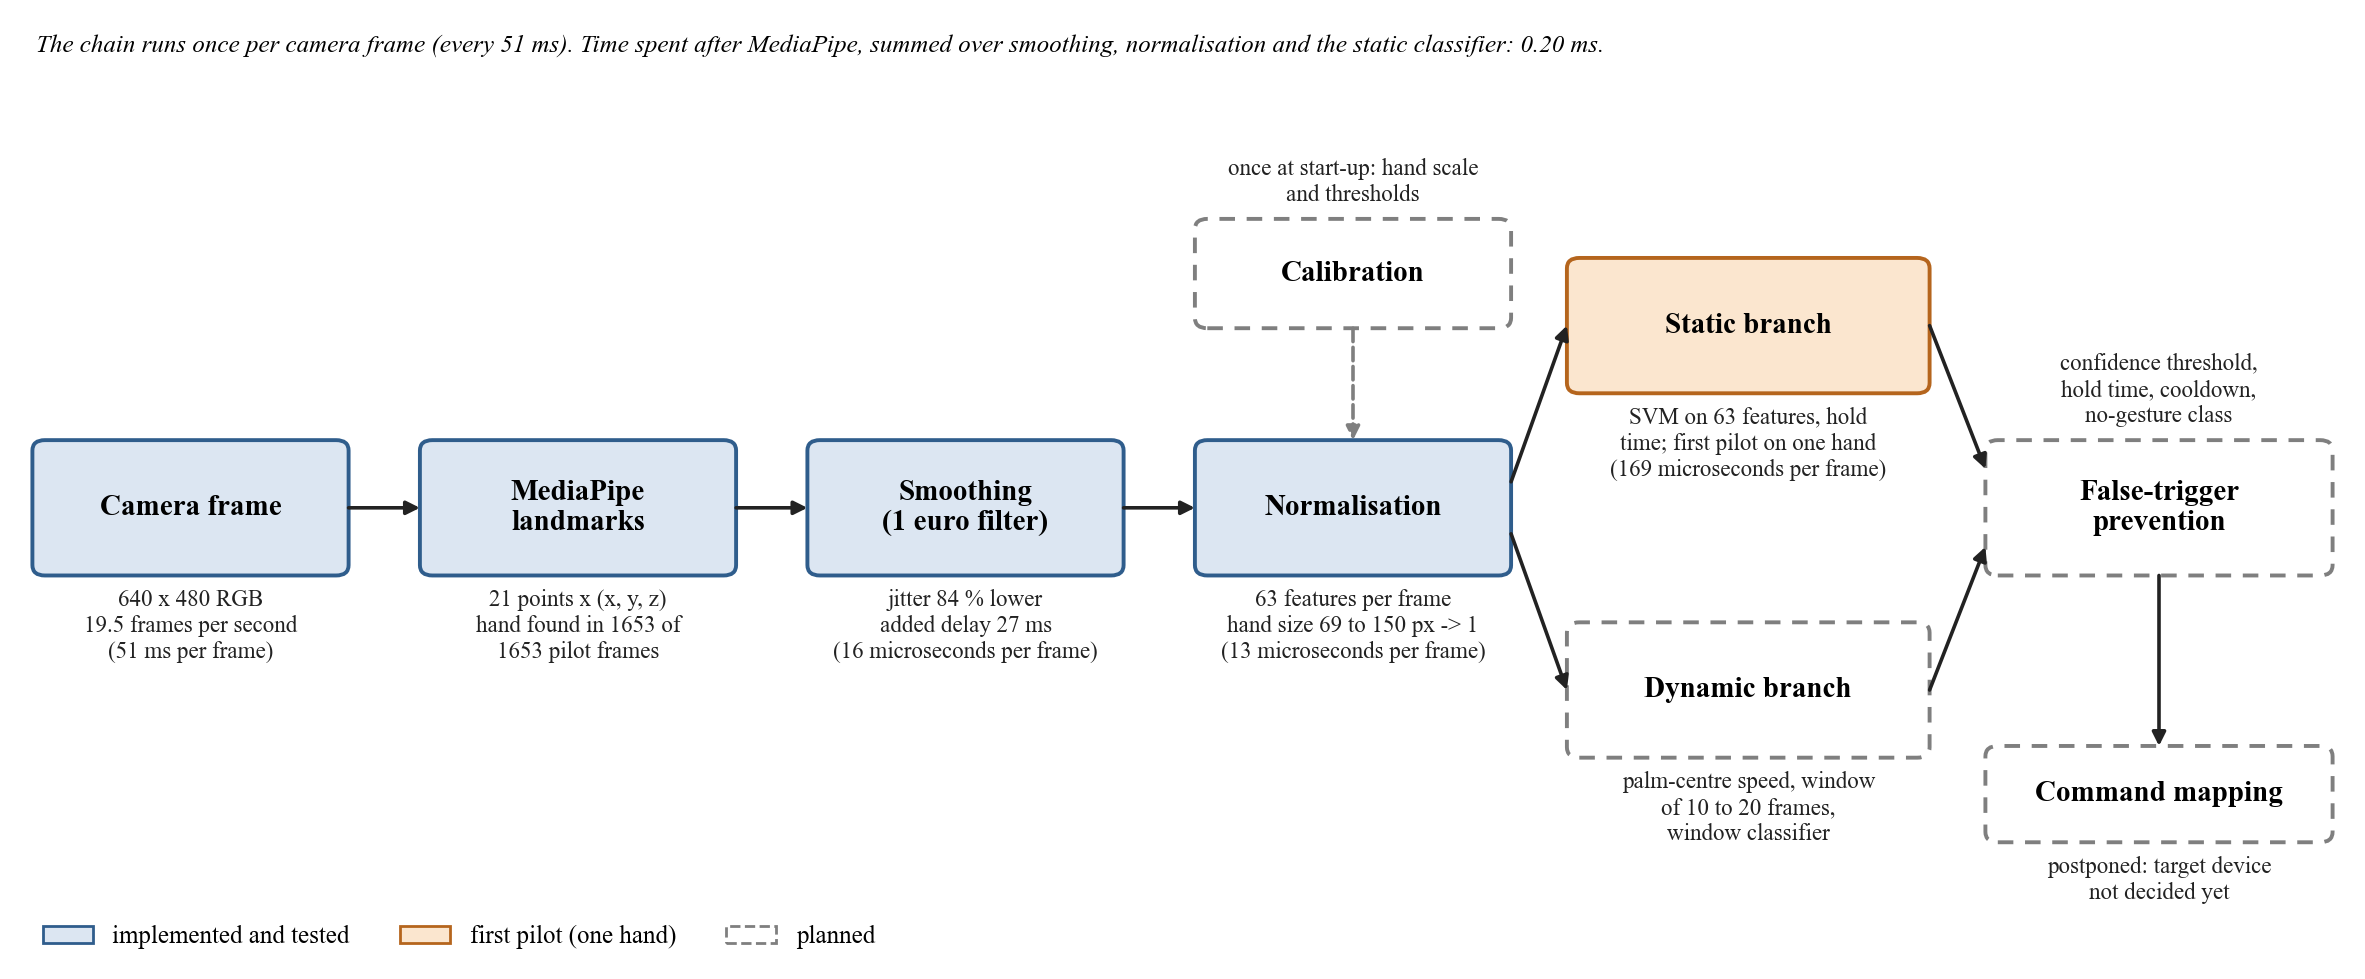 The chain runs once per camera frame (every 51 ms). Time spent after MediaPipe, summed over smoothing, normalisation and the static classifier: 0.20 ms.
once at start-up: hand scale
and thresholds
Calibration
Static branch
SVM on 63 features, hold
time; first pilot on one hand
(169 microseconds per frame)
confidence threshold,
hold time, cooldown,
no-gesture class
Camera frame
640 x 480 RGB
19.5 frames per second
(51 ms per frame)
MediaPipe
landmarks
21 points x (x, y, z)
hand found in 1653 of
1653 pilot frames
Smoothing
(1 euro filter)
jitter 84 % lower
added delay 27 ms
(16 microseconds per frame)
Normalisation
63 features per frame
hand size 69 to 150 px -> 1
(13 microseconds per frame)
False-trigger
prevention
Dynamic branch
palm-centre speed, window
of 10 to 20 frames,
window classifier
Command mapping
postponed: target device
not decided yet
implemented and tested
first pilot (one hand)
planned